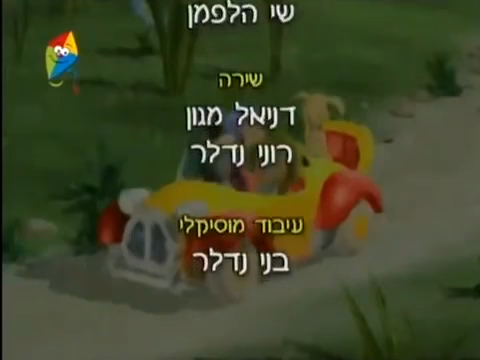 שי הלפמן
שירה
דניאל מגון
רוני נדלר
עיבוד מוסיקלי
בני נדלר